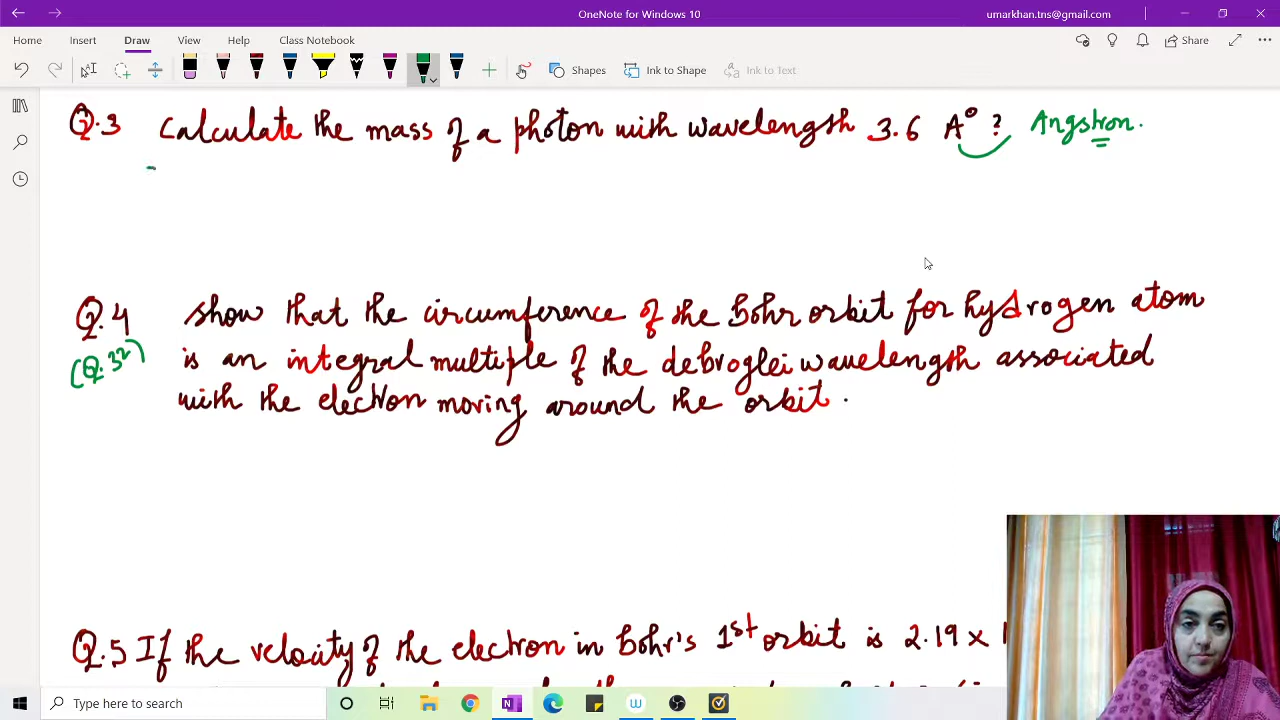 OneNote for Windows 10
umarkhan.tns@gmail.com
Home Insert Draw View Help Class Notebook
Share
Shapes Ink to Shape Ink to Text
Q.3 Calculate the mass of a photon with wavelength 3.6 A° ? Angstron.
Q.4 show that the circumference of the Bohr orbit for hydrogen atom
(Q.32) is an integral multiple of the debroglei wavelength associated
with the electron moving around the orbit.
Q.5 If the velocity of the electron in Bohr's 1st orbit is 2.19 x
Type here to search